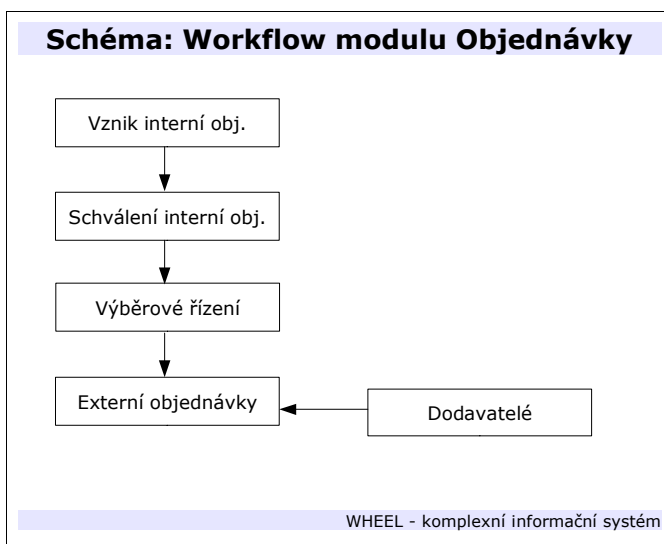 Schéma: Workflow modulu Objednávky
Vznik interní obj.
Schválení interní obj.
Výběrové řízení
Externí objednávky
Dodavatelé
WHEEL - komplexní informační systém